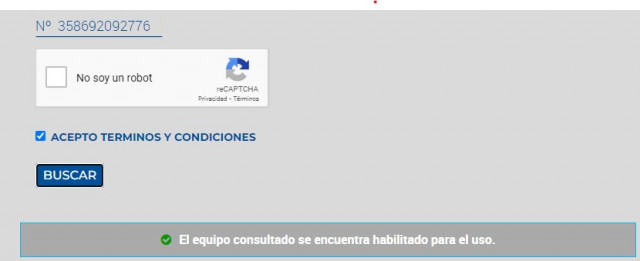 Nº 358692092776
No soy un robot
reCAPTCHA
Privacidad - Términos
ACEPTO TERMINOS Y CONDICIONES
BUSCAR
El equipo consultado se encuentra habilitado para el uso.